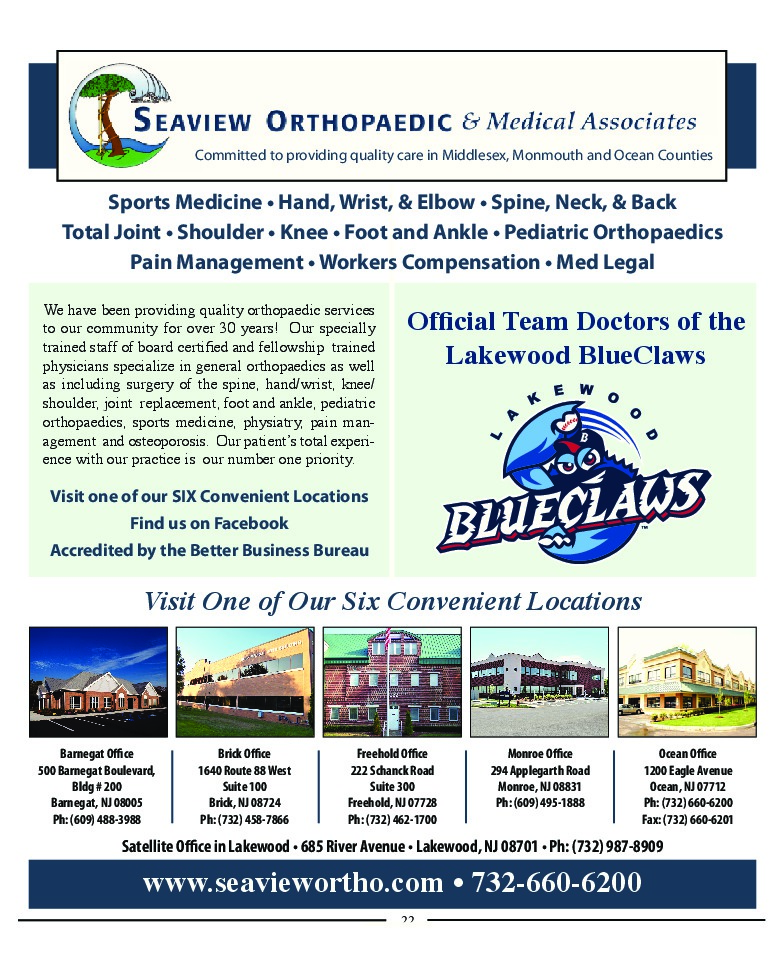 SEAVIEW ORTHOPAEDIC & Medical Associates
Committed to providing quality care in Middlesex, Monmouth and Ocean Counties
Sports Medicine • Hand, Wrist, & Elbow • Spine, Neck, & Back
Total Joint • Shoulder • Knee • Foot and Ankle • Pediatric Orthopaedics
Pain Management • Workers Compensation • Med Legal
We have been providing quality orthopaedic services
to our community for over 30 years! Our specially
trained staff of board certified and fellowship trained
physicians specialize in general orthopaedics as well
as including surgery of the spine, hand/wrist, knee/
shoulder, joint replacement, foot and ankle, pediatric
orthopaedics, sports medicine, physiatry, pain man-
agement and osteoporosis. Our patient's total experi-
ence with our practice is our number one priority.
Visit one of our SIX Convenient Locations
Find us on Facebook
Accredited by the Better Business Bureau
Official Team Doctors of the
Lakewood BlueClaws
LAKEWOOD
B
BLUECLAWS
™
Visit One of Our Six Convenient Locations
Barnegat Office
500 Barnegat Boulevard,
Bldg # 200
Barnegat, NJ 08005
Ph: (609) 488-3988
Brick Office
1640 Route 88 West
Suite 100
Brick, NJ 08724
Ph: (732) 458-7866
Freehold Office
222 Schanck Road
Suite 300
Freehold, NJ 07728
Ph: (732) 462-1700
Monroe Office
294 Applegarth Road
Monroe, NJ 08831
Ph: (609) 495-1888
Ocean Office
1200 Eagle Avenue
Ocean, NJ 07712
Ph: (732) 660-6200
Fax: (732) 660-6201
Satellite Office in Lakewood • 685 River Avenue • Lakewood, NJ 08701 • Ph: (732) 987-8909
www.seaviewortho.com • 732-660-6200
22